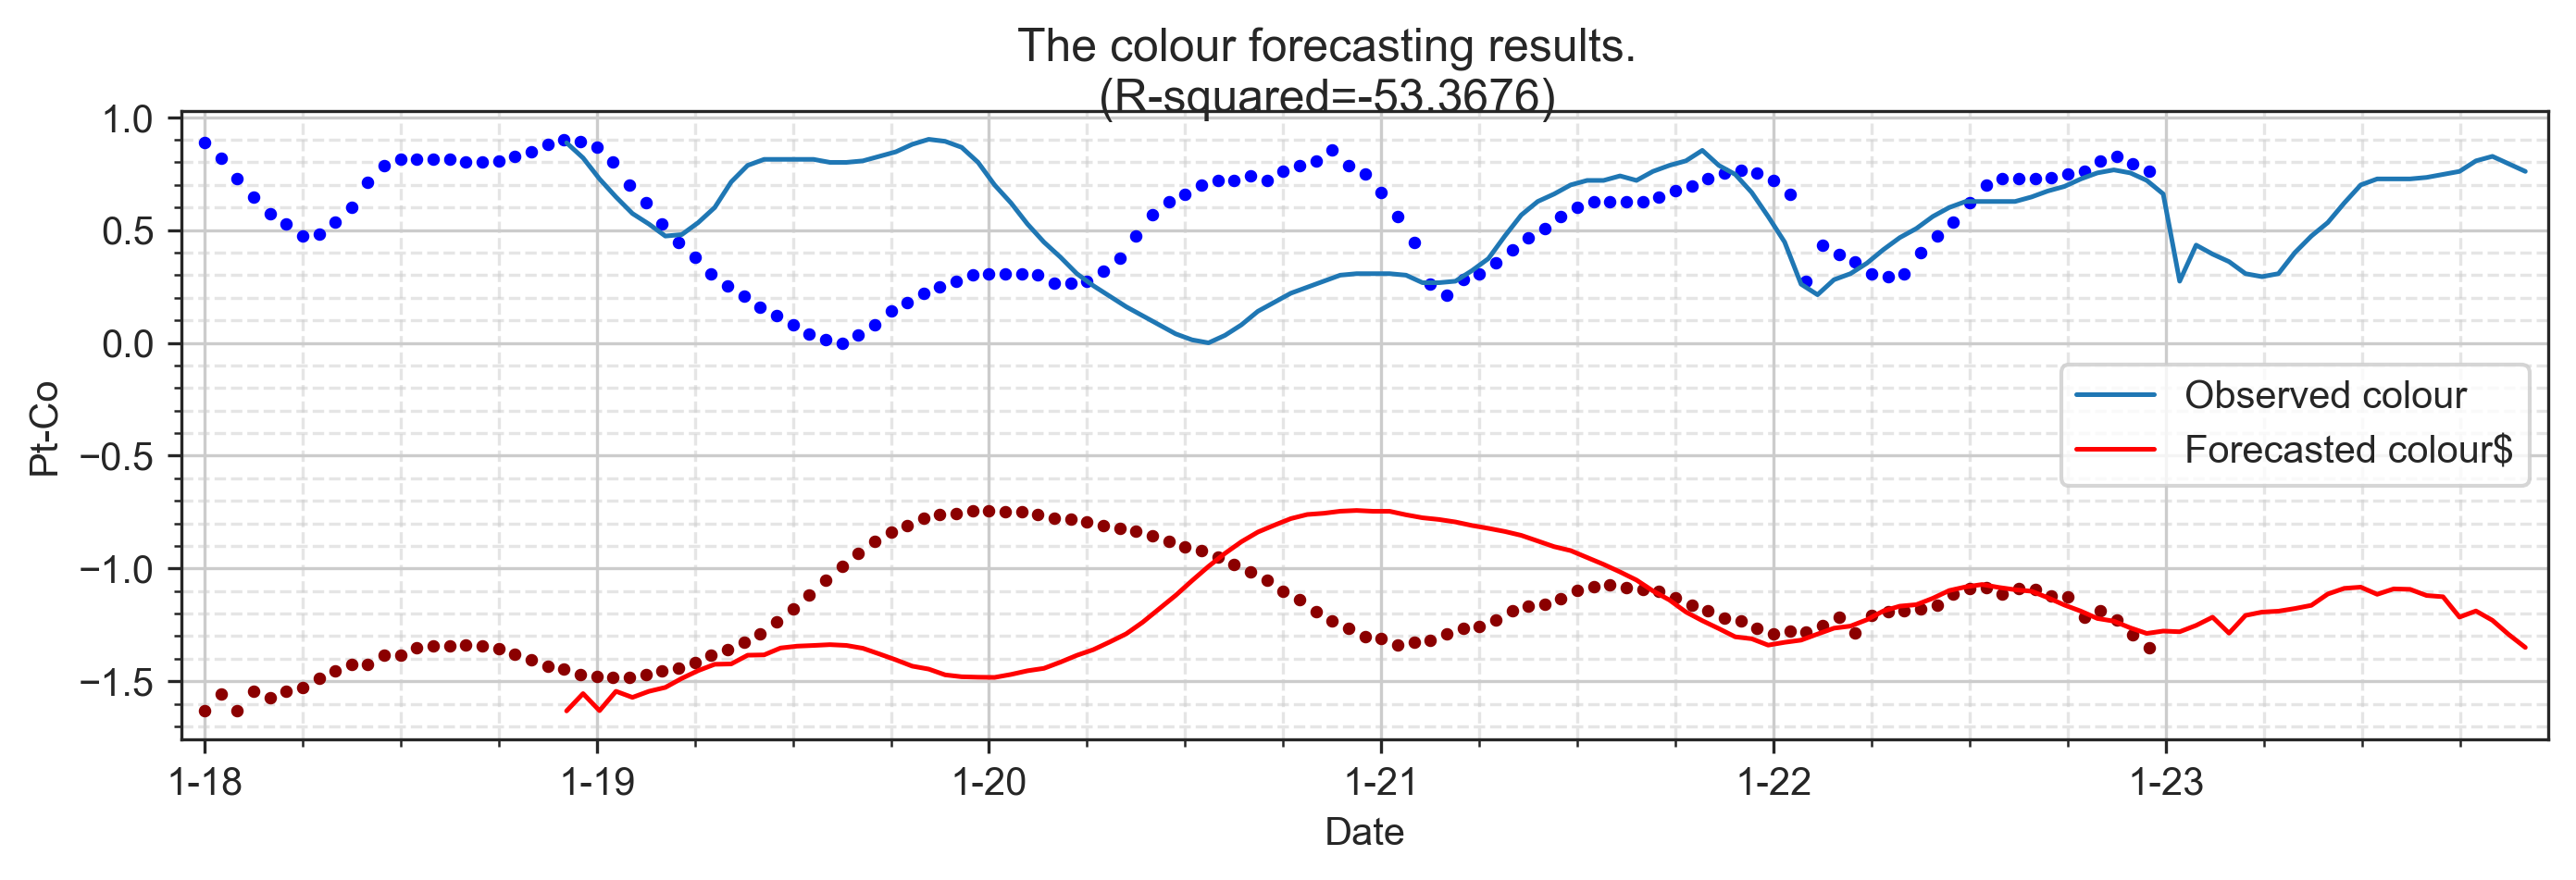 The colour forecasting results.
(R-squared=-53.3676)
1.0
0.5
0.0
−0.5
−1.0
−1.5
Pt-Co
Observed colour
Forecasted colour$
1-18 1-19 1-20 1-21 1-22 1-23
Date